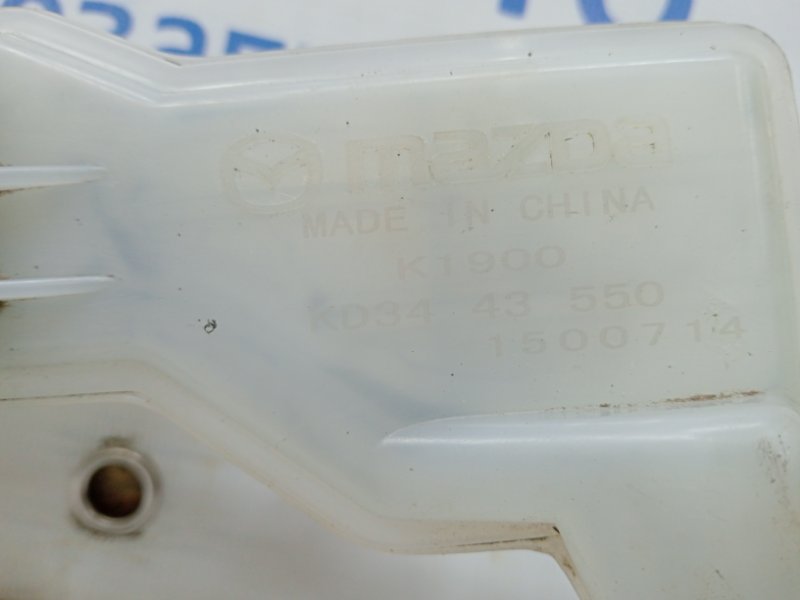 mazda
MADE IN CHINA
K1900
KD34 43 550
1500714